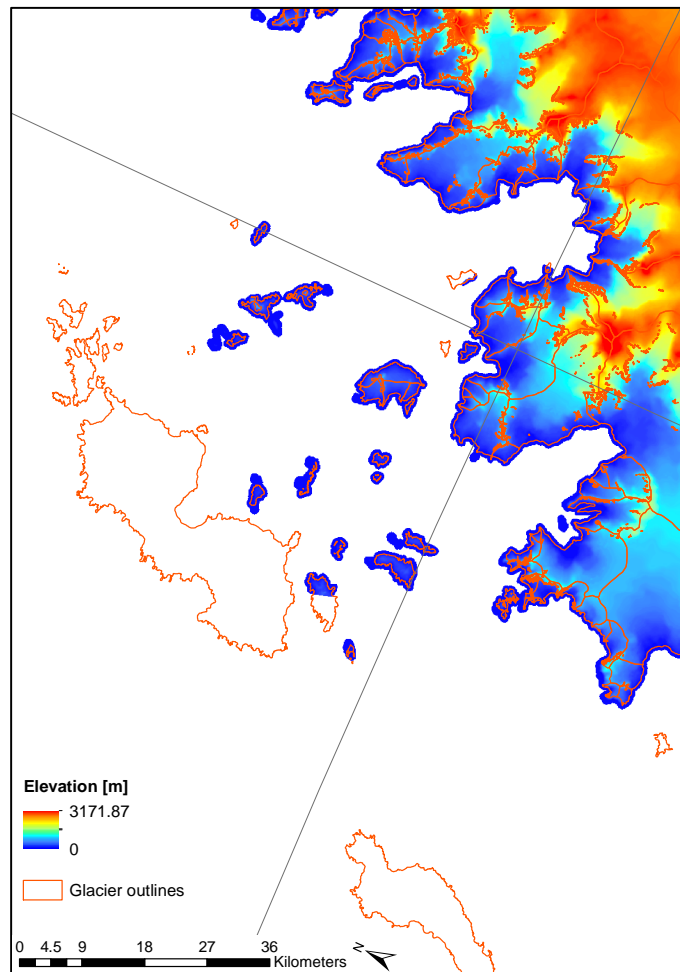 Elevation [m]
3171.87
0
Glacier outlines
0 4.5 9 18 27 36
Kilometers
N